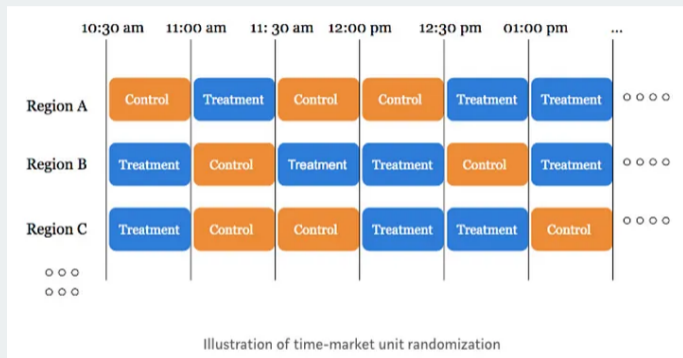 10:30 am 11:00 am 11: 30 am 12:00 pm 12:30 pm 01:00 pm ...
Region A Control Treatment Control Control Treatment Treatment
Region B Treatment Control Treatment Treatment Control Treatment
Region C Treatment Control Control Treatment Treatment Control
Illustration of time-market unit randomization